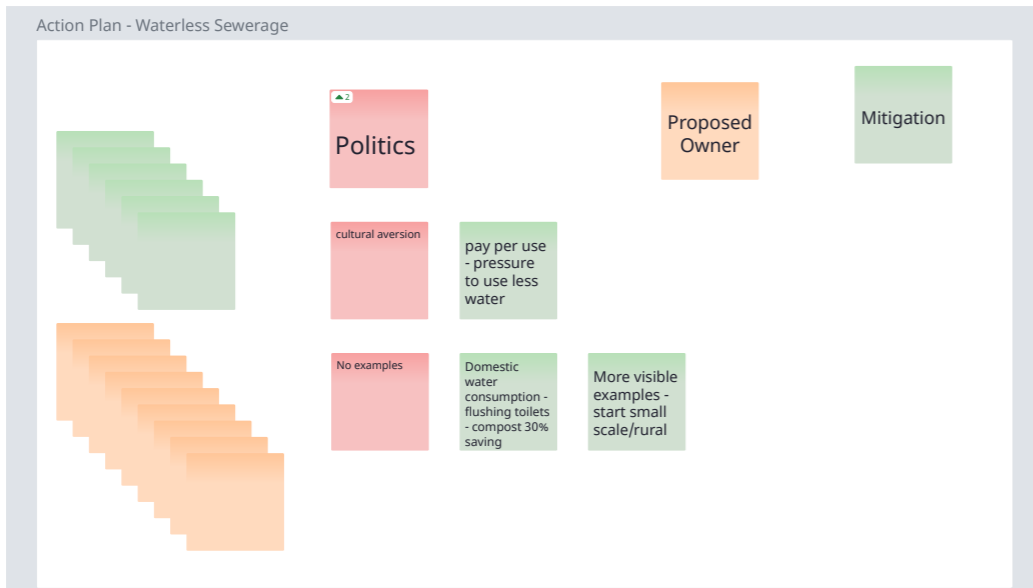 Action Plan - Waterless Sewerage
2
Politics
Proposed
Owner
Mitigation
cultural aversion
pay per use
- pressure
to use less
water
No examples
Domestic
water
consumption -
flushing toilets
- compost 30%
saving
More visible
examples -
start small
scale/rural